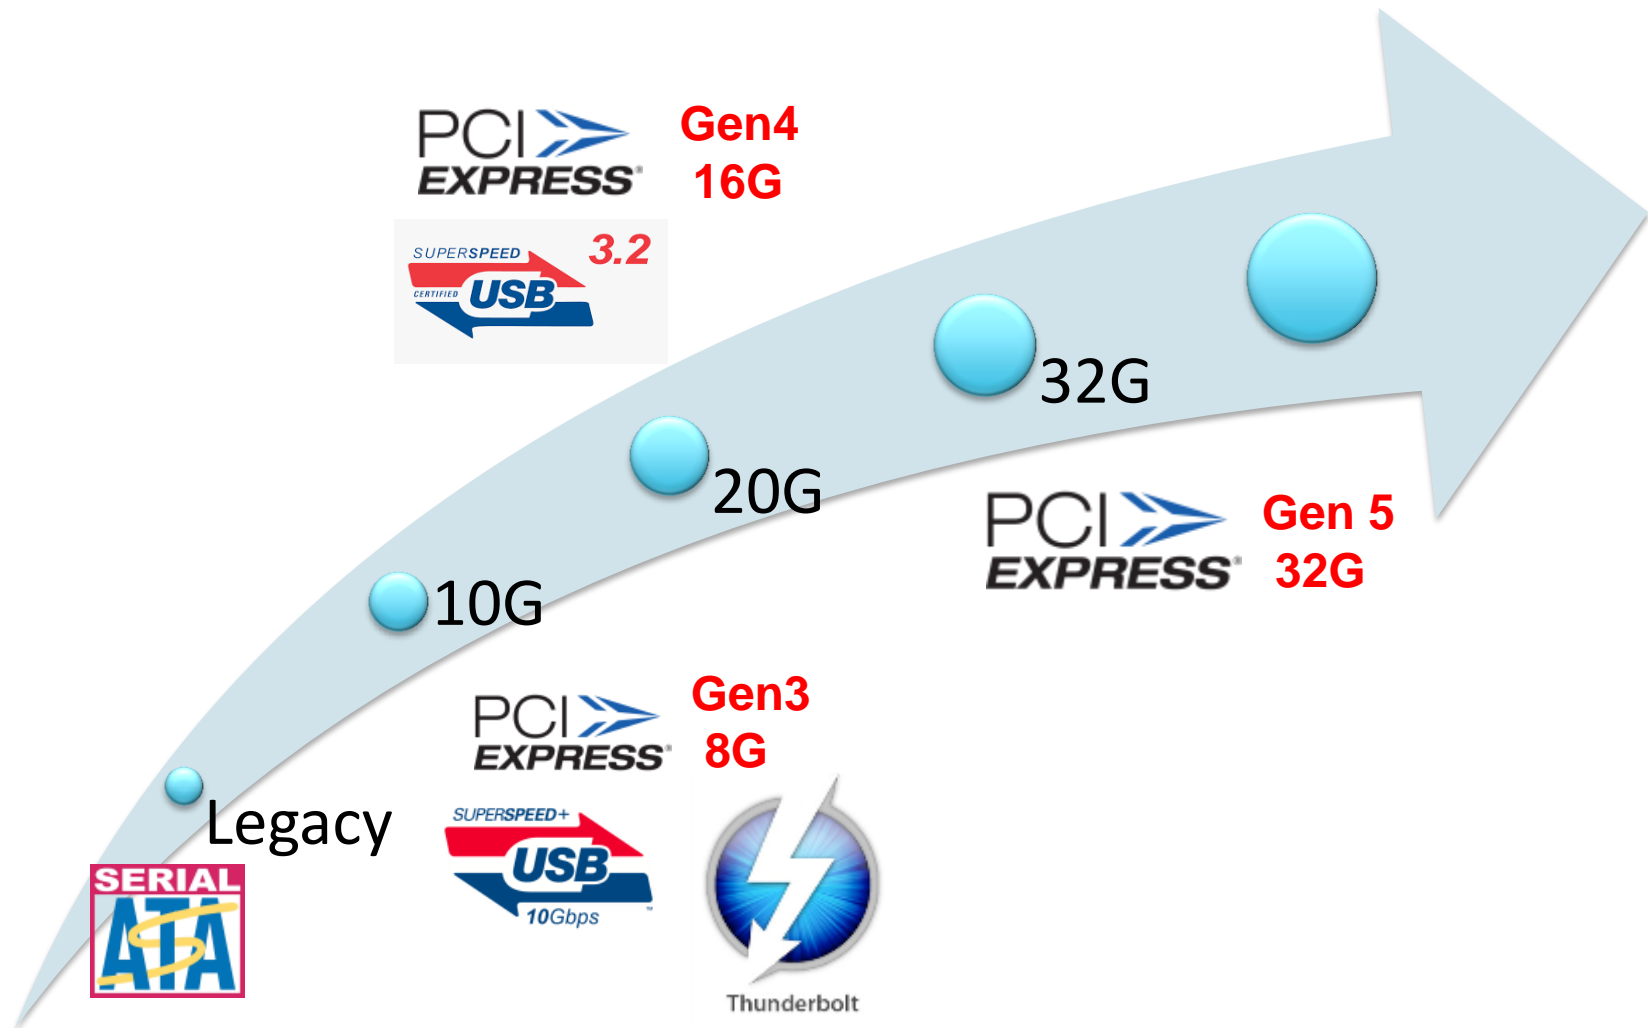 PCI
EXPRESS®
Gen4
16G
SUPERSPEED
3.2
CERTIFIED
USB
32G
20G
PCI
EXPRESS®
Gen 5
32G
10G
PCI
EXPRESS®
Gen3
8G
Legacy
SERIAL
ATA
SUPERSPEED+
USB
10Gbps
™
Thunderbolt